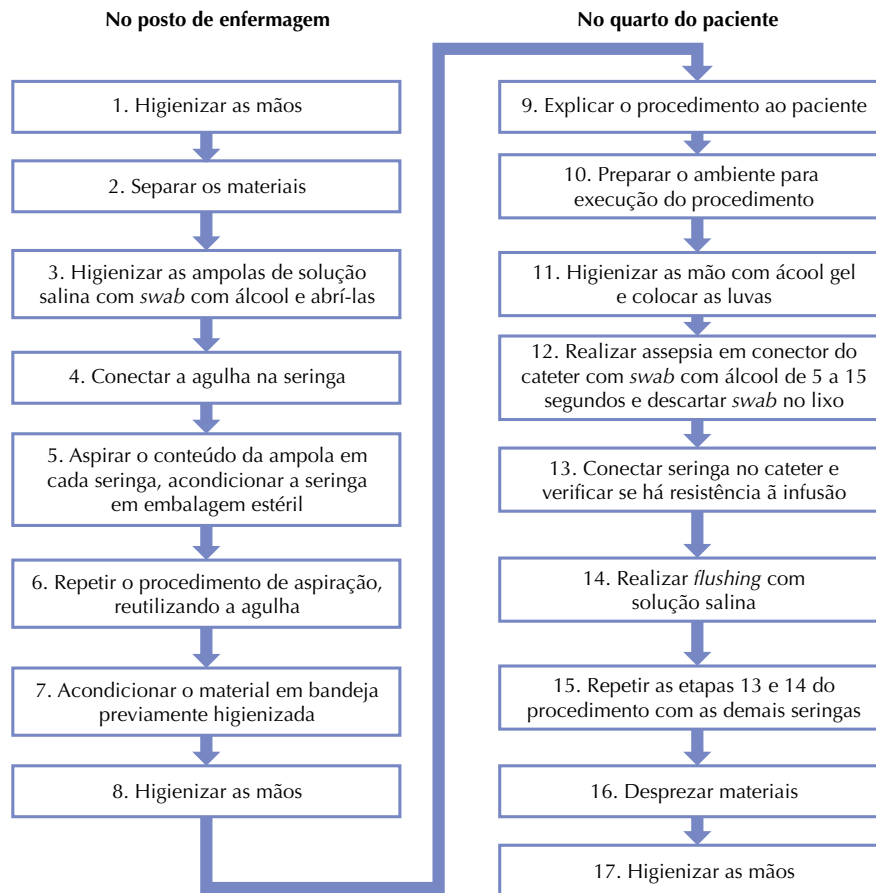 No posto de enfermagem
1. Higienizar as mãos
2. Separar os materiais
3. Higienizar as ampolas de solução
salina com swab com álcool e abrí-las
4. Conectar a agulha na seringa
5. Aspirar o conteúdo da ampola em
cada seringa, acondicionar a seringa
em embalagem estéril
6. Repetir o procedimento de aspiração,
reutilizando a agulha
7. Acondicionar o material em bandeja
previamente higienizada
8. Higienizar as mãos
No quarto do paciente
9. Explicar o procedimento ao paciente
10. Preparar o ambiente para
execução do procedimento
11. Higienizar as mão com ácool gel
e colocar as luvas
12. Realizar assepsia em conector do
cateter com swab com álcool de 5 a 15
segundos e descartar swab no lixo
13. Conectar seringa no cateter e
verificar se há resistência ã infusão
14. Realizar flushing com
solução salina
15. Repetir as etapas 13 e 14 do
procedimento com as demais seringas
16. Desprezar materiais
17. Higienizar as mãos